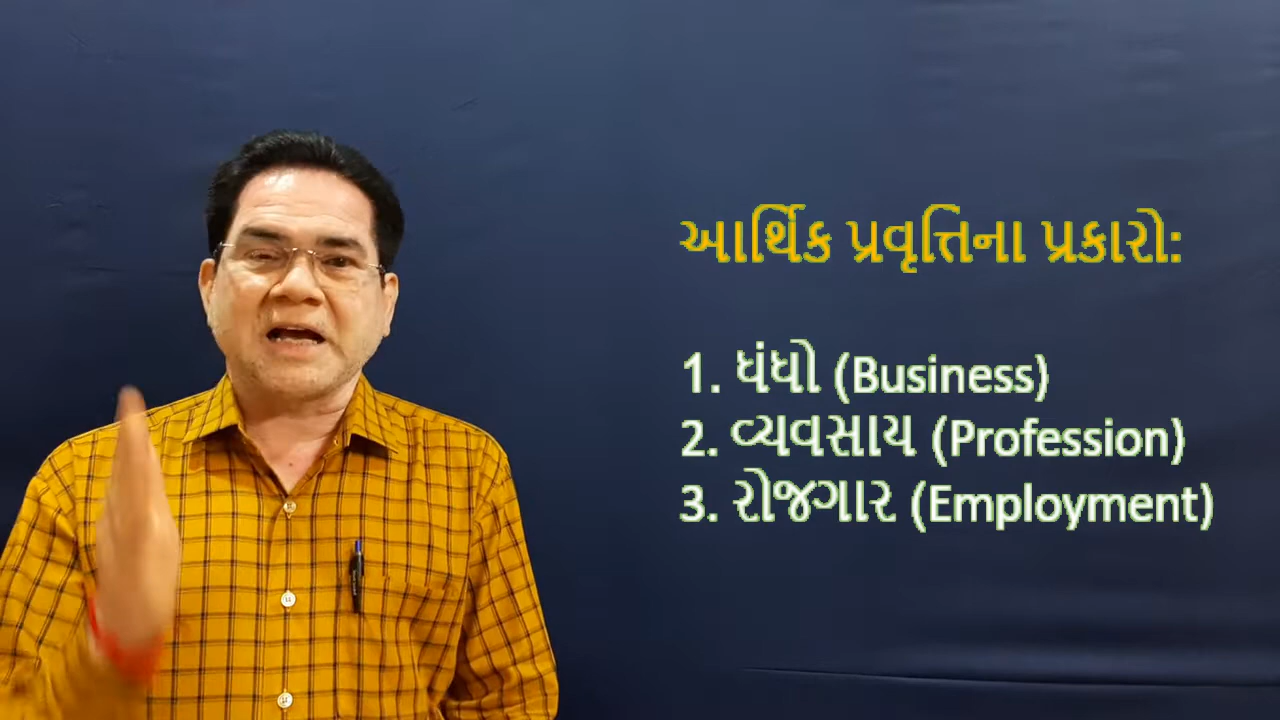 આર્થિક પ્રવૃત્તિના પ્રકારો:
1. ધંધો (Business)
2. વ્યવસાય (Profession)
3. રોજગાર (Employment)